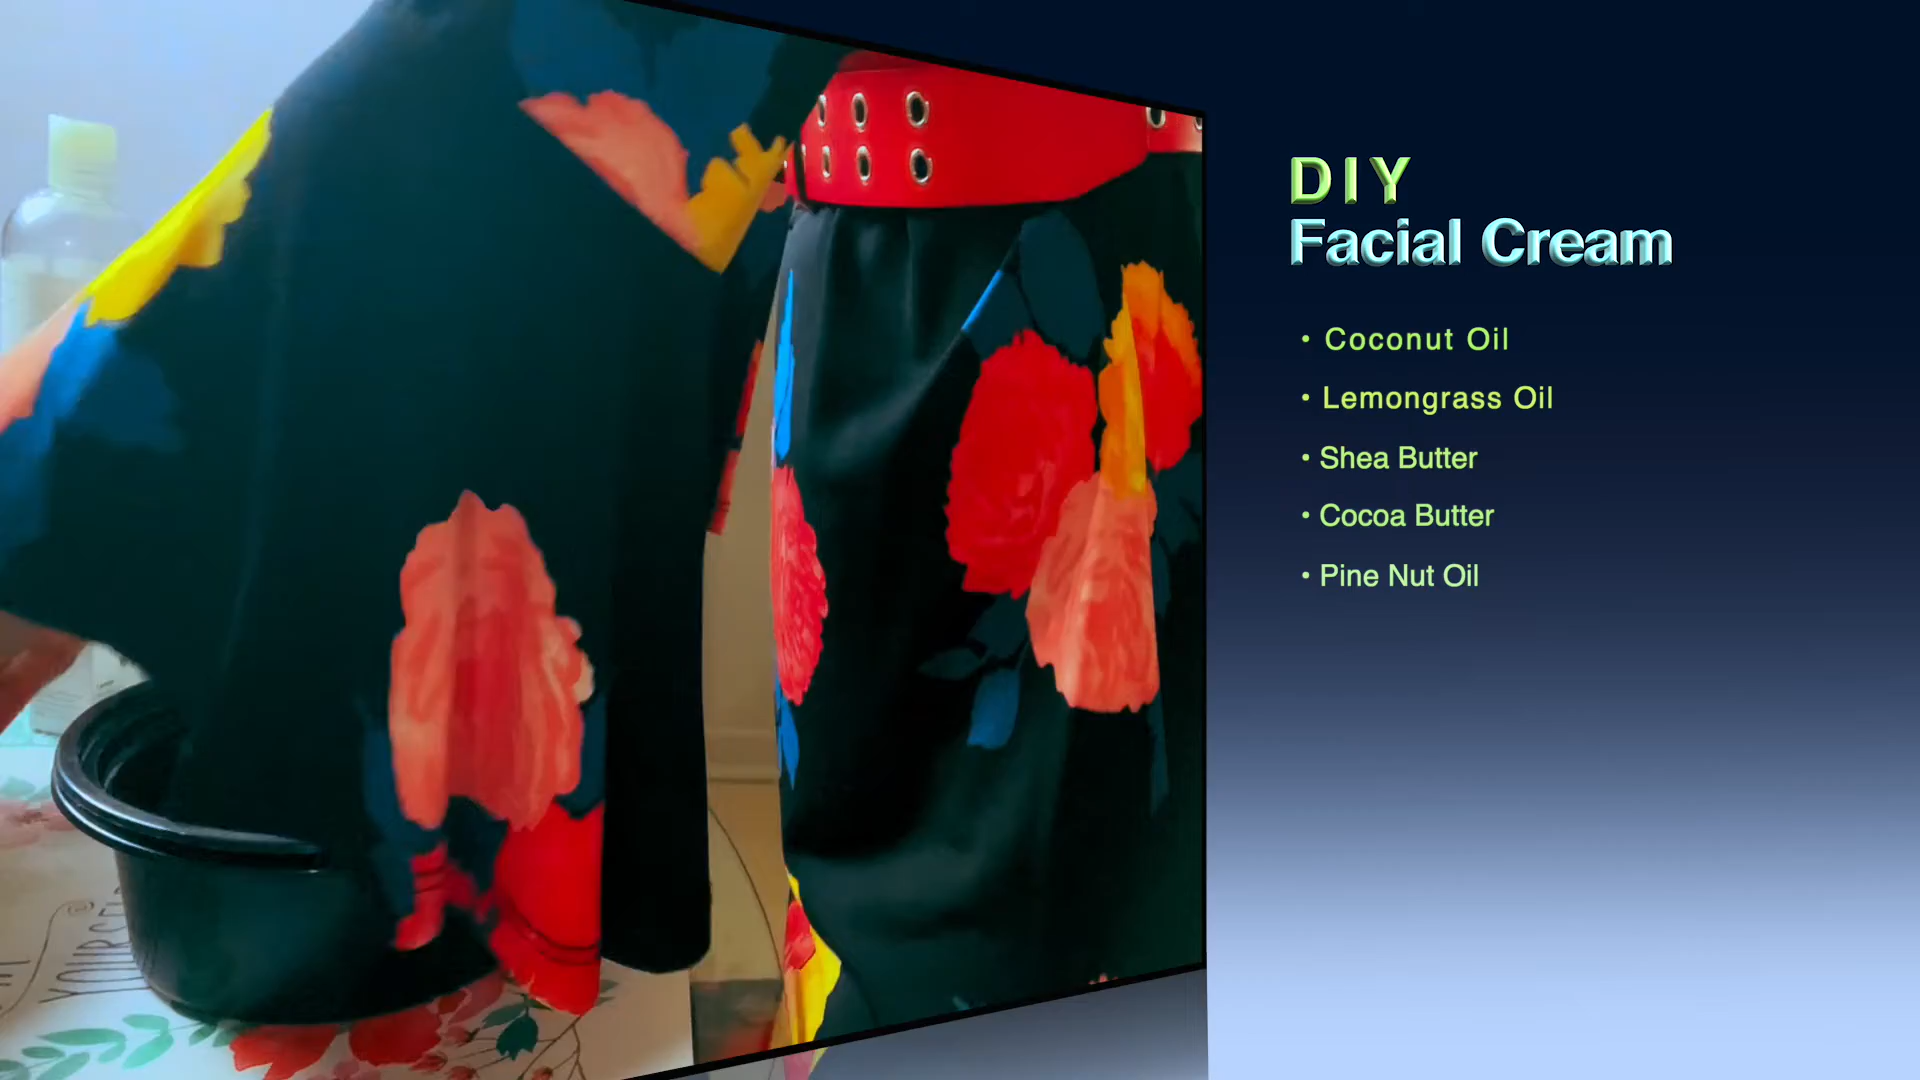 DIY
Facial Cream
• Coconut Oil
• Lemongrass Oil
• Shea Butter
• Cocoa Butter
• Pine Nut Oil